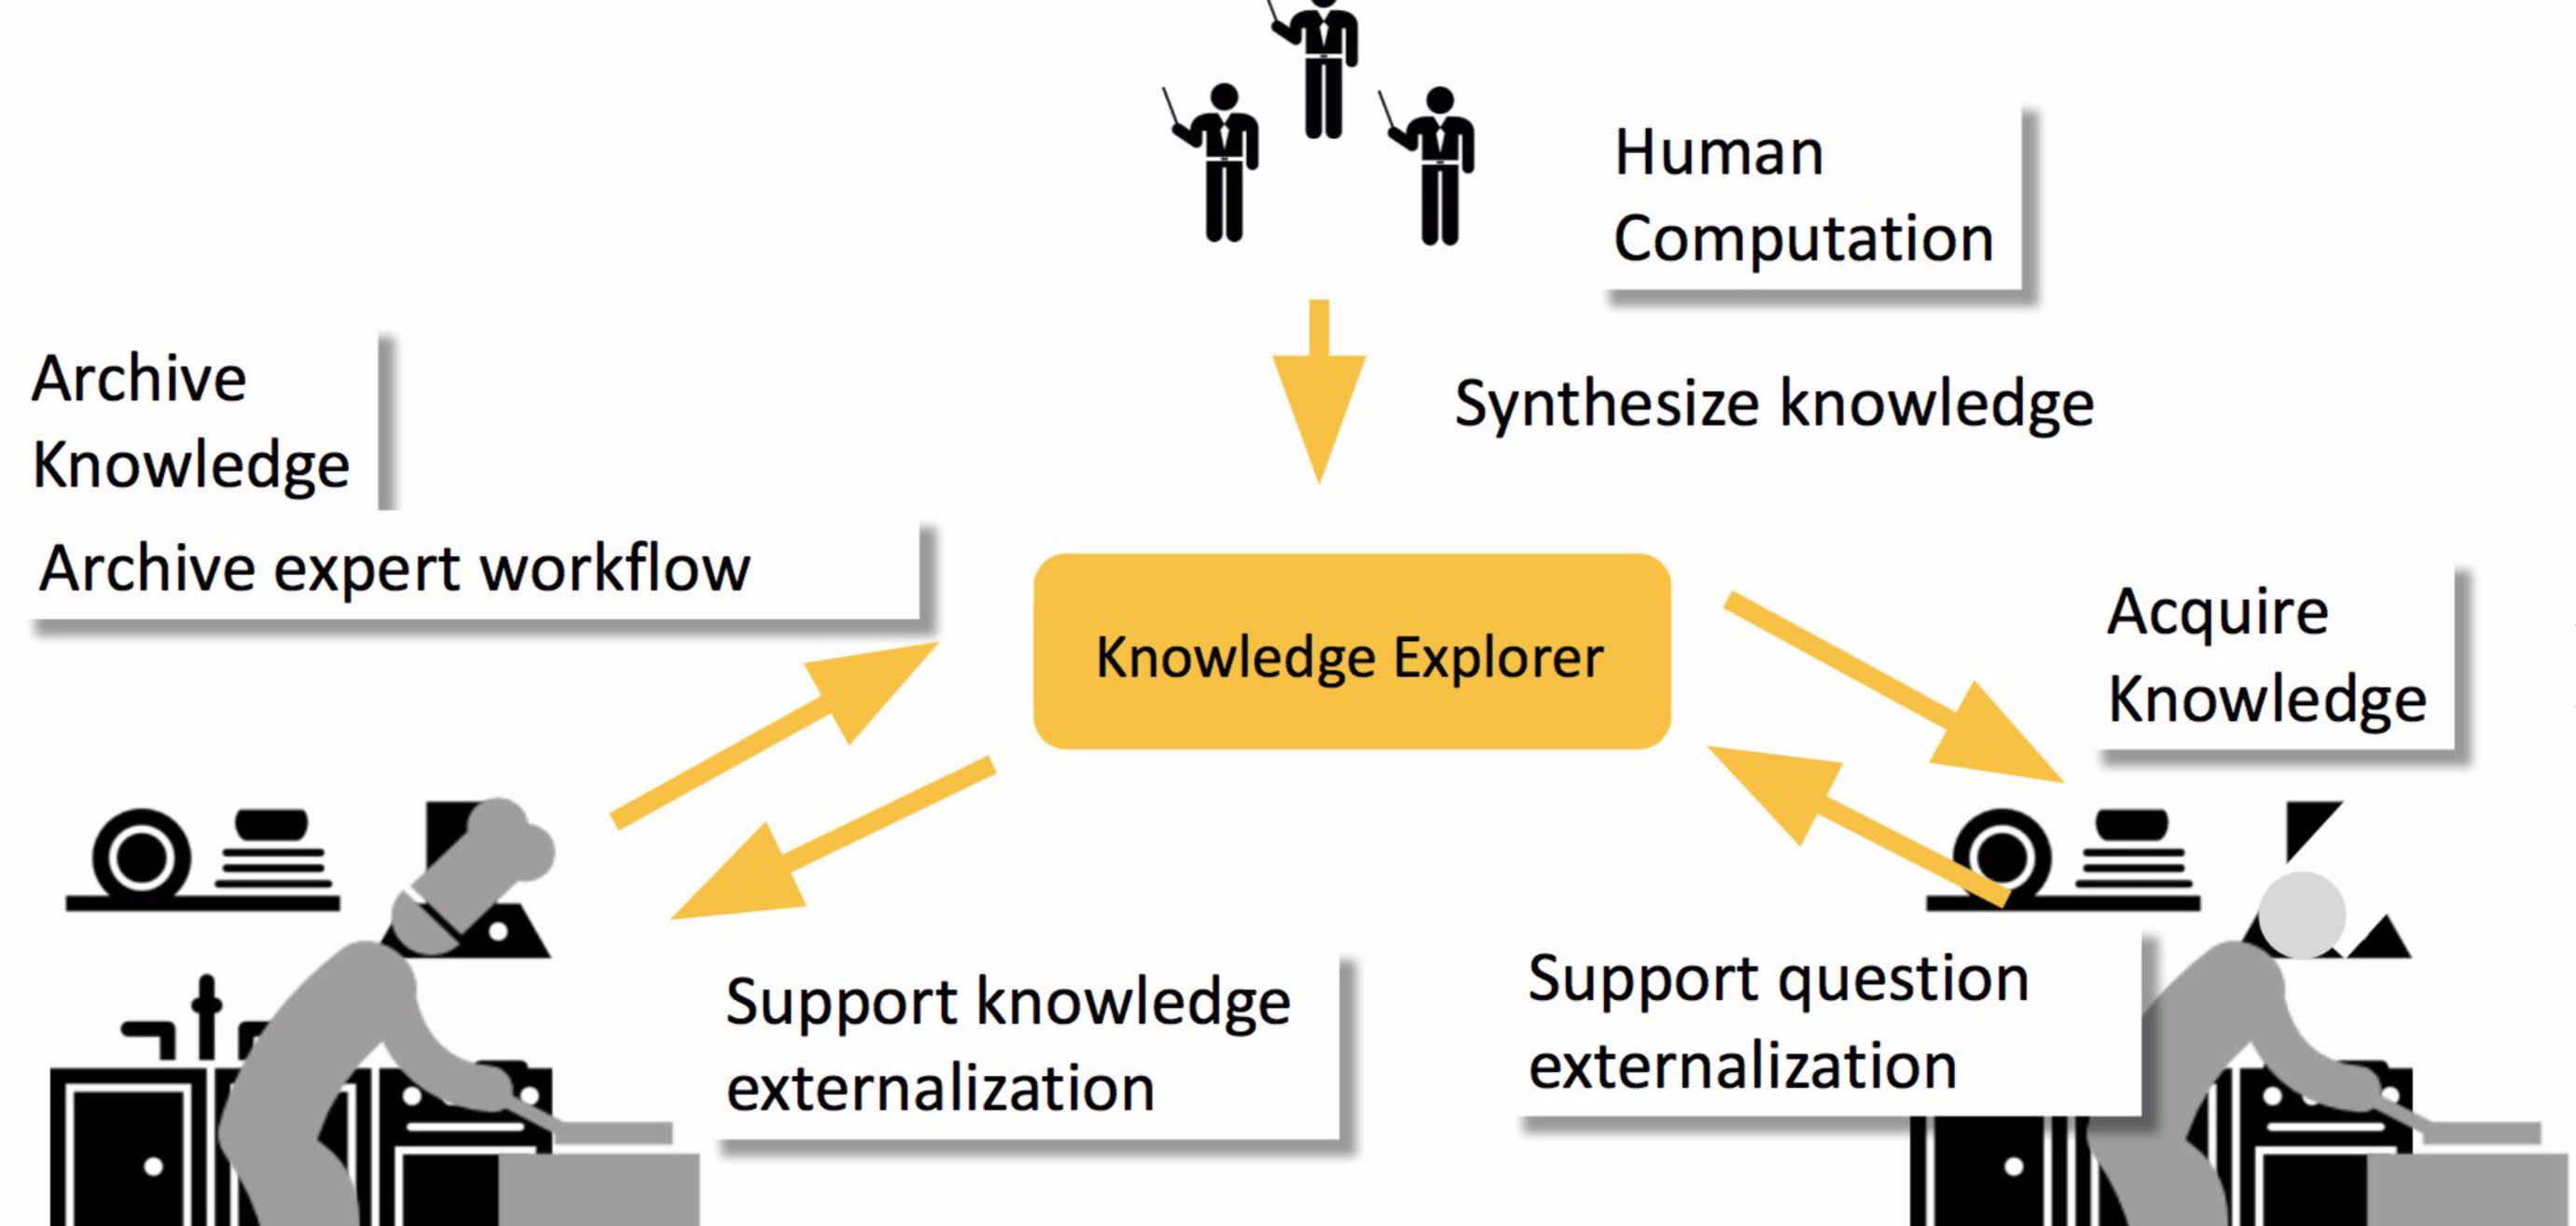 Human
Computation
Synthesize knowledge
Archive
Knowledge
Archive expert workflow
Knowledge Explorer
Acquire
Knowledge
Support knowledge
externalization
Support question
externalization